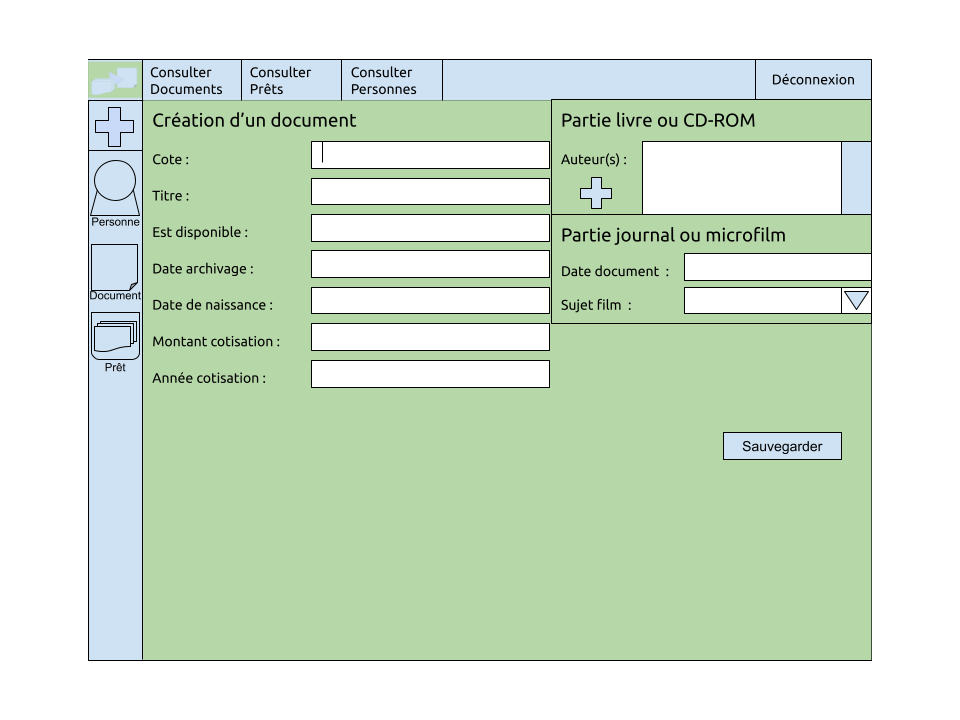 Consulter
Documents
Consulter
Prêts
Consulter
Personnes
Déconnexion
Création d’un document
Cote :
Titre :
Est disponible :
Date archivage :
Date de naissance :
Montant cotisation :
Année cotisation :
Partie livre ou CD-ROM
Auteur(s) :
Partie journal ou microfilm
Date document :
Sujet film :
Sauvegarder
Personne
Document
Prêt